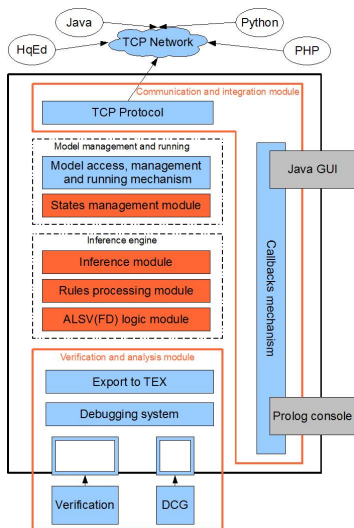 Java
Python
HqEd
TCP Network
PHP
Communication and integration module
TCP Protocol
Model management and running
Model access, management
and running mechanism
States management module
Java GUI
Callbacks mechanism
Inference engine
Inference module
Rules processing module
ALSV(FD) logic module
Verification and analysis module
Export to TEX
Debugging system
Prolog console
Verification
DCG